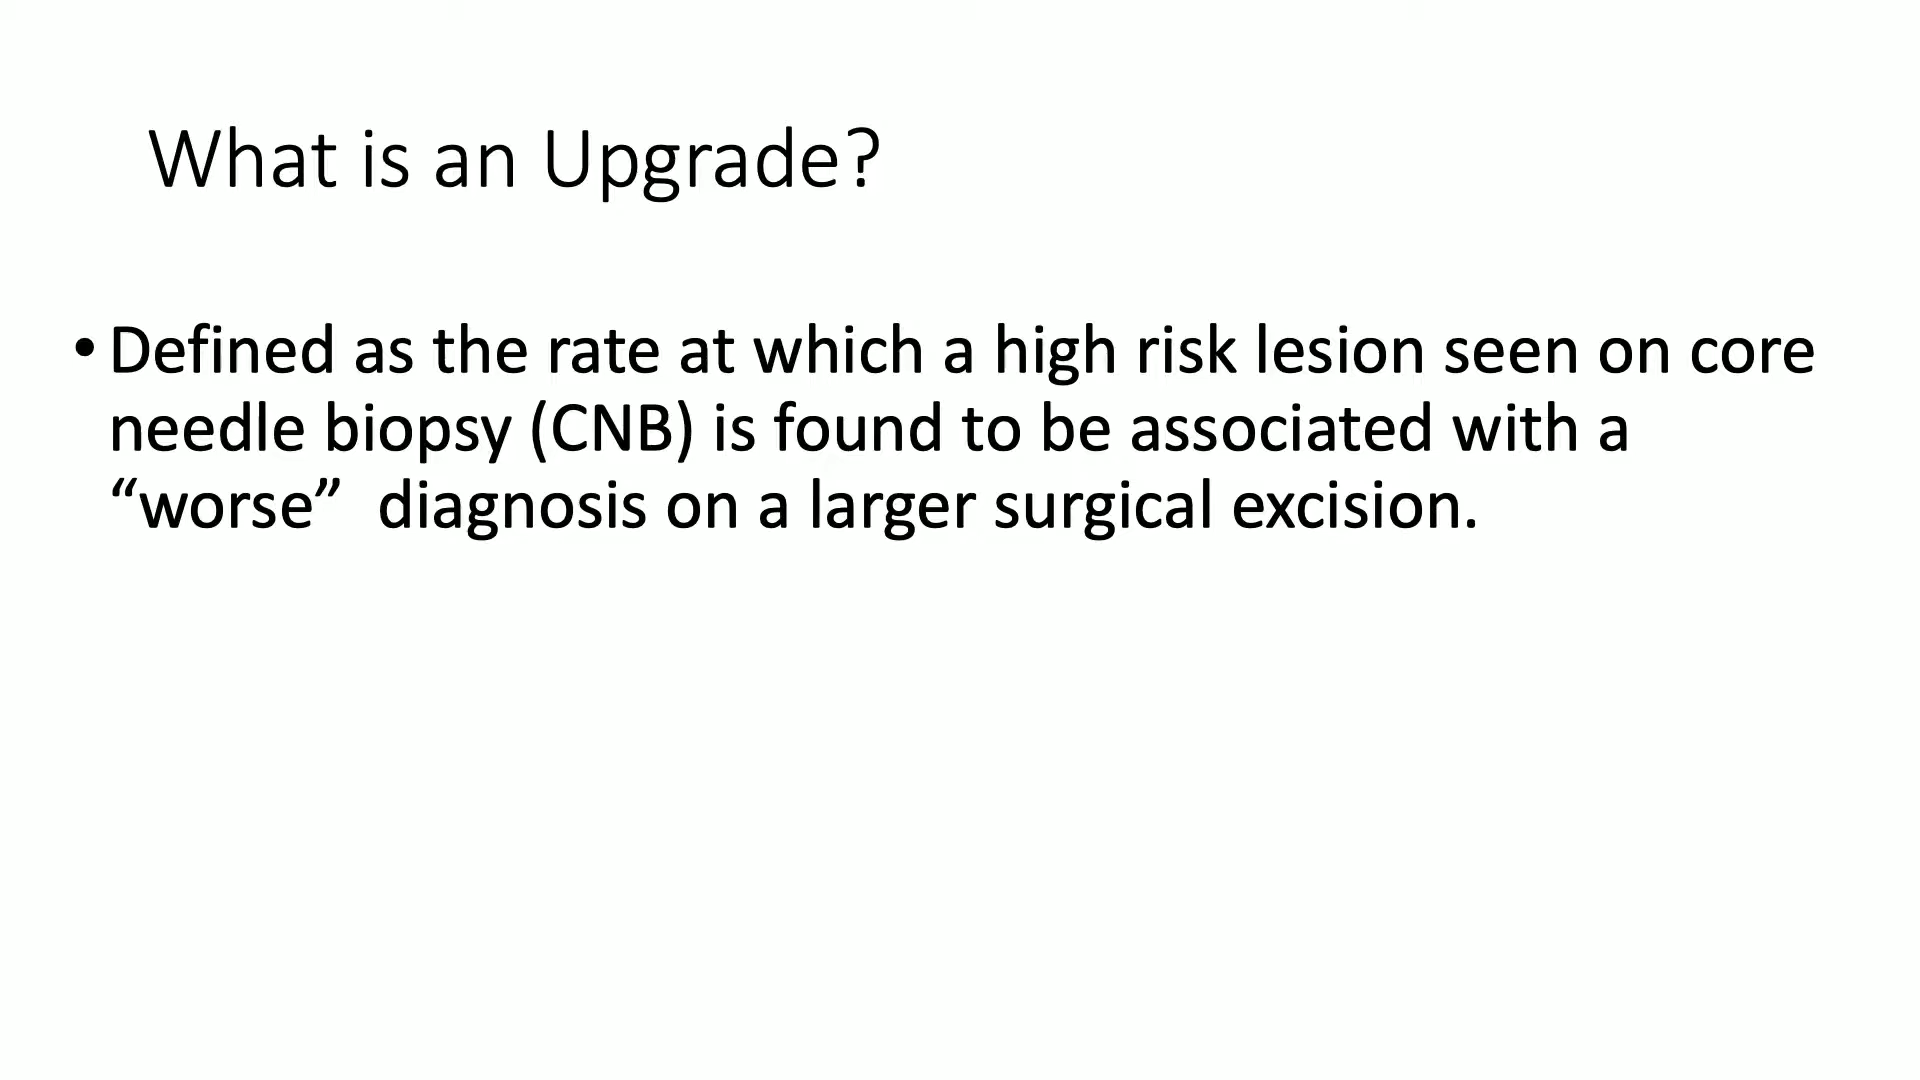 What is an Upgrade?
• Defined as the rate at which a high risk lesion seen on core
needle biopsy (CNB) is found to be associated with a
“worse”  diagnosis on a larger surgical excision.